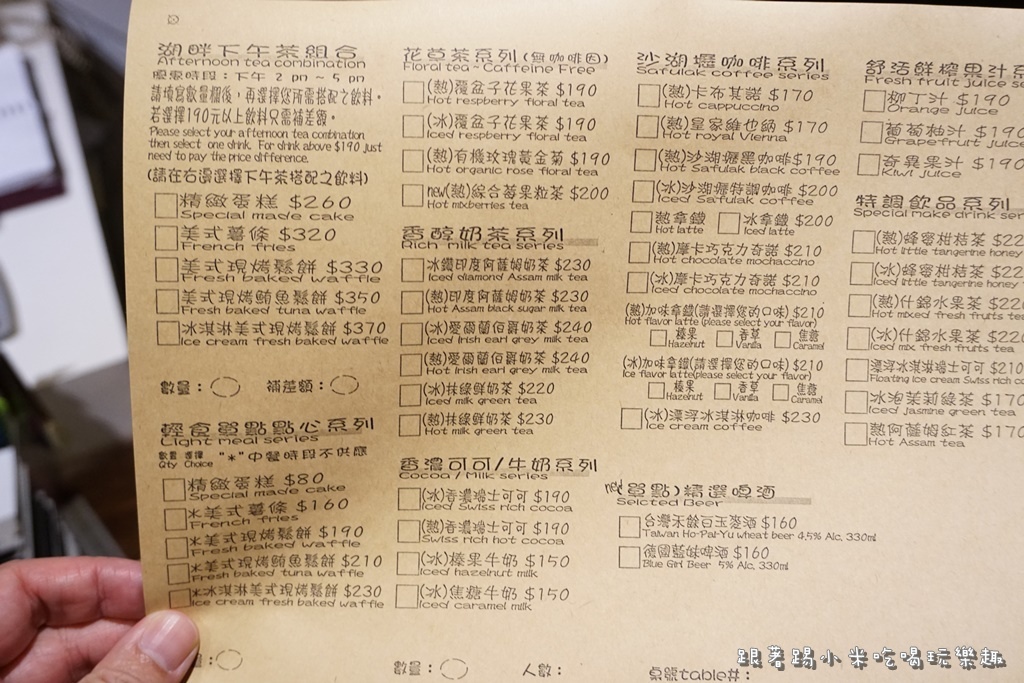 湖畔下午茶組合
Afternoon tea combination
優惠時段：下午 2 pm ~ 5 pm
請填寫數量欄後，再選擇您所需搭配之飲料。
若選擇190元以上飲料只需補差額。
Please select your afternoon tea combination
then select one drink. For drink above $190 just
need to pay the price difference.
(請在右邊選擇下午茶搭配之飲料)
精緻蛋糕 $260
Special made cake
美式薯條 $320
French fries
美式現烤鬆餅 $330
Fresh baked waffle
美式現烤鮪魚鬆餅 $350
Fresh baked tuna waffle
冰淇淋美式現烤鬆餅 $370
Ice cream fresh baked waffle
數量： 補差額：
輕食單點點心系列
Light meal series
數量 選擇 "*"中餐時段不供應
Qty Choice
精緻蛋糕 $80
Special made cake
*美式薯條 $160
French fries
*美式現烤鬆餅 $190
Fresh baked waffle
*美式現烤鮪魚鬆餅 $210
Fresh baked tuna waffle
*冰淇淋美式現烤鬆餅 $230
Ice cream fresh baked waffle
花草茶系列(無咖啡因)
Floral tea~Caffeine Free
(熱)覆盆子花果茶 $190
Hot respberry floral tea
(冰)覆盆子花果茶 $190
Iced respberry floral tea
(熱)有機玫瑰黃金菊 $190
Hot organic rose floral tea
new(熱)綜合莓果粒茶 $200
Hot mixberries tea
香醇奶茶系列
Rich milk tea series
冰鑽印度阿薩姆奶茶 $230
Iced diamond Assam milk tea
(熱)印度阿薩姆奶茶 $230
Hot Assam black sugar milk tea
(冰)愛爾蘭伯爵奶茶 $240
Iced Irish earl grey milk tea
(熱)愛爾蘭伯爵奶茶 $240
Hot Irish earl grey milk tea
(冰)抹綠鮮奶茶 $220
Iced milk green tea
(熱)抹綠鮮奶茶 $230
Hot milk green tea
香濃可可/牛奶系列
Cocoa / Milk series
(冰)香濃瑞士可可 $190
Iced Swiss rich cocoa
(熱)香濃瑞士可可 $190
Swiss rich hot cocoa
(冰)榛果牛奶 $150
Iced hazelnut milk
(冰)焦糖牛奶 $150
Iced caramel milk
數量： 人數：
沙湖壢咖啡系列
Safulak coffee series
(熱)卡布其諾 $170
Hot cappuccino
(熱)皇家維也納 $170
Hot royal Vienna
(熱)沙湖壢黑咖啡$190
Hot Safulak black coffee
(冰)沙湖壢特調咖啡 $200
Iced Safulak coffee
熱拿鐵 冰拿鐵 $200
Hot latte Iced latte
(熱)摩卡巧克力奇諾 $210
Hot chocolate mochaccino
(冰)摩卡巧克力奇諾 $210
Iced chocolate mochaccino
(熱)加味拿鐵(請選擇您的口味) $210
Hot flavor latte (please select your flavor)
榛果 香草 焦糖
Hazelnut Vanilla Caramel
(冰)加味拿鐵(請選擇您的口味) $210
Ice flavor latte(please select your flavor)
榛果 香草 焦糖
Hazelnut Vanilla Caramel
(冰)漂浮冰淇淋咖啡 $230
Ice cream coffee
new(單點)精選啤酒
Selcted Beer
台灣禾餘白玉麥酒 $160
Taiwan Ho-Pai-Yu wheat beer 4.5% Alc. 330ml
德國藍妹啤酒 $160
Blue Girl Beer 5% Alc. 330ml
桌號table#：
舒活鮮榨果汁系
Fresh fruit juice se
柳丁汁 $190
Orange juice
葡萄柚汁 $190
Grapefruit juice
奇異果汁 $190
Kiwi juice
特調飲品系列
Special make drink ser
(熱)蜂蜜柑桔茶 $22
Hot little tangerine honey
(冰)蜂蜜柑桔茶 $22
Iced little tangerine honey
(熱)什錦水果茶 $22
Hot mixed fresh fruits tea
(冰)什錦水果茶 $22
Iced mix fresh fruits tea
漂浮冰淇淋瑞士可可 $210
Floating ice cream Swiss rich co
冰泡茉莉綠茶 $170
Iced jasmine green tea
熱阿薩姆紅茶 $170
Hot Assam tea
跟著踢小米吃喝玩樂趣